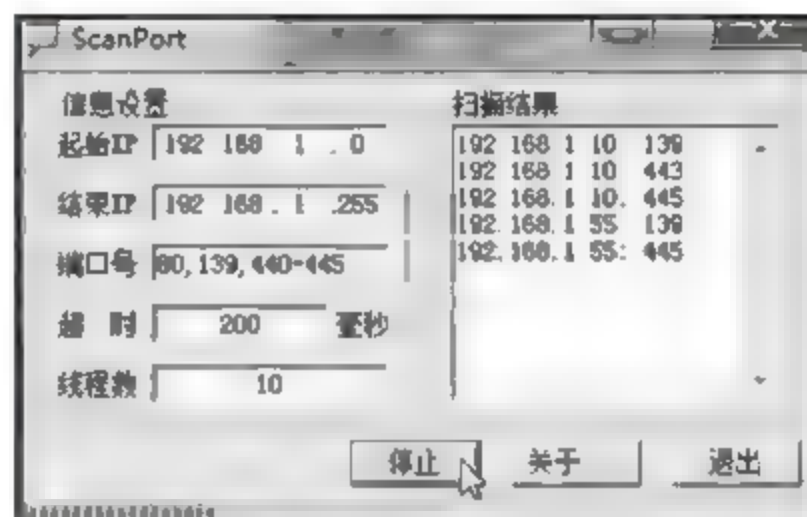 ScanPort
信息设置
起始IP 192 168 1 . 0
结束IP 192 168 . 1 .255
端口号 80,139,440-445
超 时 200 毫秒
线程数 10
扫描结果
192 168 1 10 139
192 168 1 10 443
192 168.1 10. 445
192.168.1 55 139
192.168.1 55: 445
停止
关于
退出